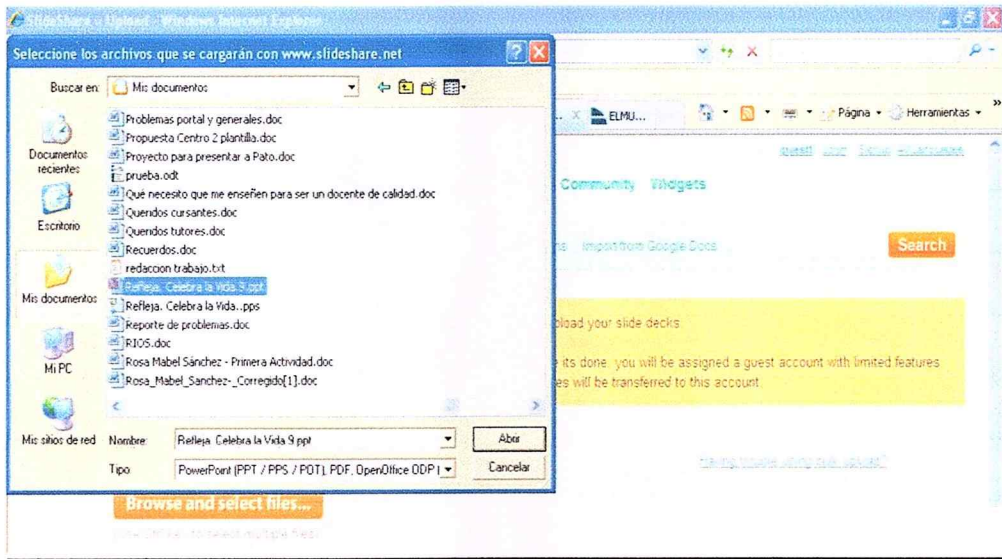 SlideShare - Upload - Windows Internet Explorer
Seleccione los archivos que se cargarán con www.slideshare.net
Buscar en: Mis documentos
ELMU...
Página
Herramientas
Documentos recientes
Escritorio
Mis documentos
Mi PC
Mis sitios de red
Problemas portal y generales.doc
Propuesta Centro 2 plantilla.doc
Proyecto para presentar a Pato.doc
prueba.odt
Qué necesito que me enseñen para ser un docente de calidad.doc
Queridos cursantes.doc
Queridos tutores.doc
Recuerdos.doc
redaccion trabajo.txt
Refleja. Celebra la Vida 9.ppt
Refleja. Celebra la Vida..pps
Reporte de problemas.doc
RIOS.doc
Rosa Mabel Sánchez - Primera Actividad.doc
Rosa_Mabel_Sanchez-_Corregido[1].doc
Nombre: Refleja. Celebra la Vida 9.ppt Abrir
Tipo PowerPoint (PPT / PPS / POT), PDF, OpenOffice ODP ( Cancelar
Community Widgets
Import from Google Docs
Search
pload your slide decks.
e its done, you will be assigned a guest account with limited features
es will be transferred to this account.
Having trouble using bulk upload?
Browse and select files...